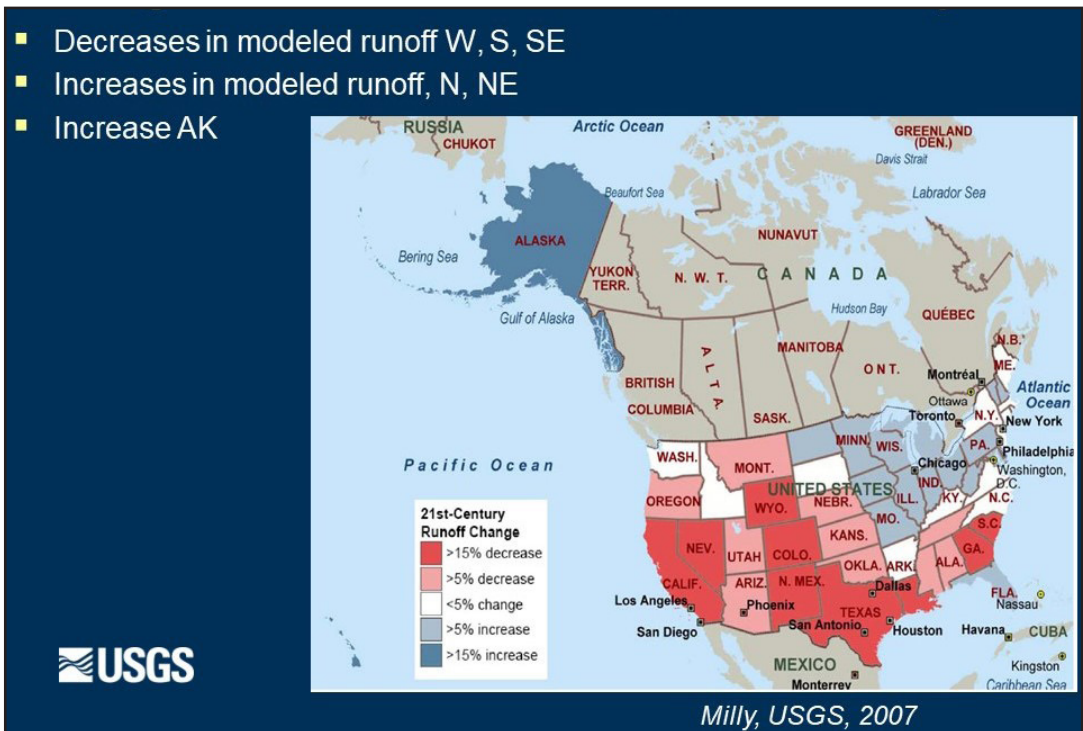 ▪ Decreases in modeled runoff W, S, SE
▪ Increases in modeled runoff, N, NE
▪ Increase AK
RUSSIA
CHUKOT
Arctic Ocean
GREENLAND
(DEN.)
Davis Strait
Beaufort Sea
Labrador Sea
ALASKA
NUNAVUT
Bering Sea
YUKON
TERR.
N. W. T.
CANADA
Gulf of Alaska
Hudson Bay
QUÉBEC
MANITOBA
ALTA.
ONT.
N.B.
ME.
BRITISH
COLUMBIA
SASK.
Montréal
Ottawa
Atlantic
Ocean
Toronto
N.Y.
New York
WASH.
MONT.
MINN.
WIS.
PA.
Philadelphia
Pacific Ocean
Chicago
Washington,
D.C.
OREGON
WYO.
UNITED STATES
NEBR.
ILL.
IND.
KY.
N.C.
MO.
NEV.
UTAH
COLO.
KANS.
S.C.
CALIF.
ARIZ.
N. MEX.
OKLA.
ARK.
ALA.
GA.
Los Angeles
Phoenix
Dallas
TEXAS
FLA.
Nassau
San Diego
San Antonio
Houston
Havana
CUBA
MEXICO
Monterrey
Kingston
Caribbean Sea
21st-Century
Runoff Change
>15% decrease
>5% decrease
<5% change
>5% increase
>15% increase
USGS
Milly, USGS, 2007